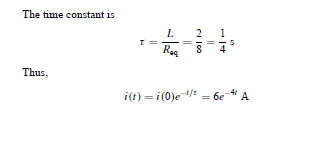 The time constant is
τ = L / R_eq = 2/8 = 1/4 s
Thus,
i(t) = i(0)e^{-t/τ} = 6e^{-4t} A